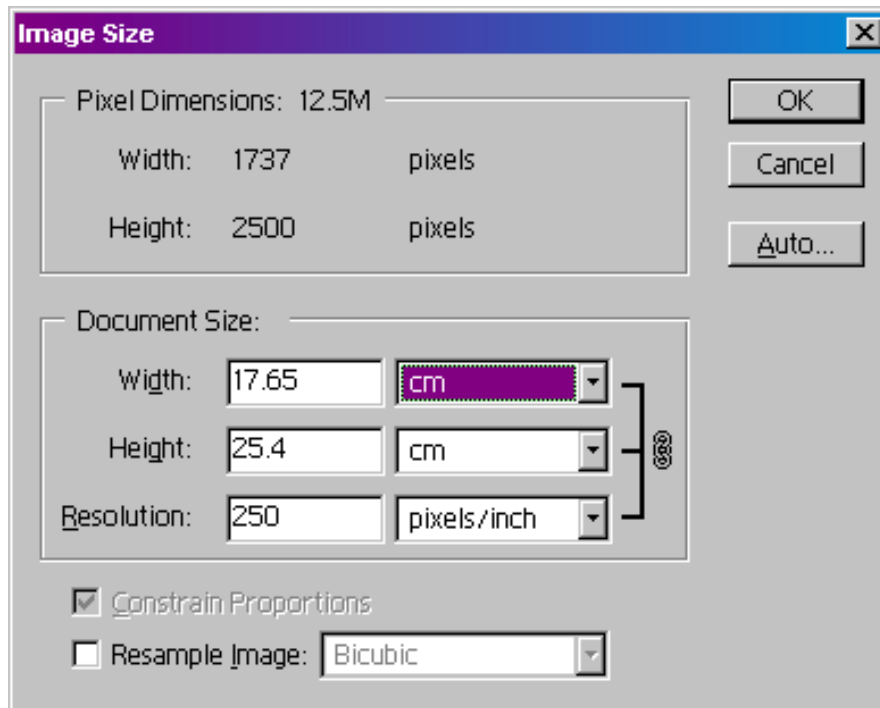 Image Size
Pixel Dimensions: 12.5M
OK
Width: 1737 pixels
Cancel
Height: 2500 pixels
Auto...
Document Size:
Width: 17.65 cm
Height: 25.4 cm
Resolution: 250 pixels/inch
Constrain Proportions
Resample Image: Bicubic